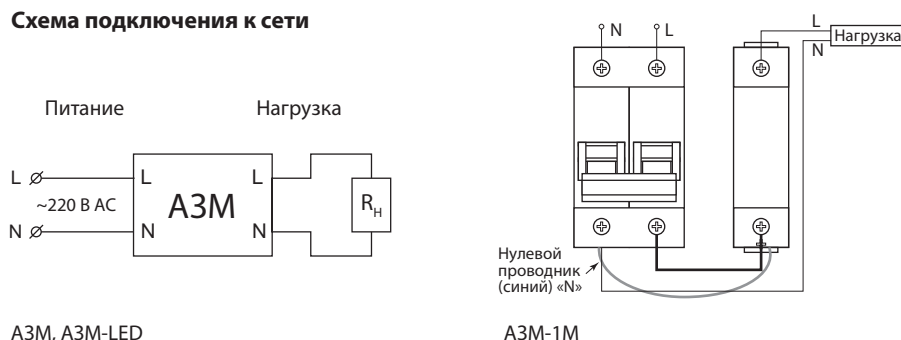 Схема подключения к сети
Питание
Нагрузка
L
~220 В AC
N
L
N
АЗМ
L
N
RН
АЗМ, АЗМ-LED
N
L
L
N
Нагрузка
Нулевой
проводник
(синий) «N»
АЗМ-1М